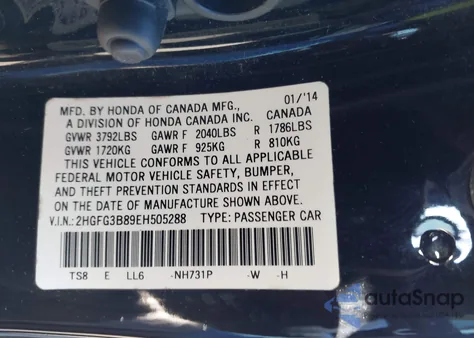 MFD. BY HONDA OF CANADA MFG., 01/'14
A DIVISION OF HONDA CANADA INC. CANADA
GVWR 3792LBS GAWR F 2040LBS R 1786LBS
GVWR 1720KG GAWR F 925KG R 810KG
THIS VEHICLE CONFORMS TO ALL APPLICABLE
FEDERAL MOTOR VEHICLE SAFETY, BUMPER,
AND THEFT PREVENTION STANDARDS IN EFFECT
ON THE DATE OF MANUFACTURE SHOWN ABOVE.
V.I.N.: 2HGFG3B89EH505288 TYPE: PASSENGER CAR
TS8 E LL6 -NH731P -W -H
autoSnap